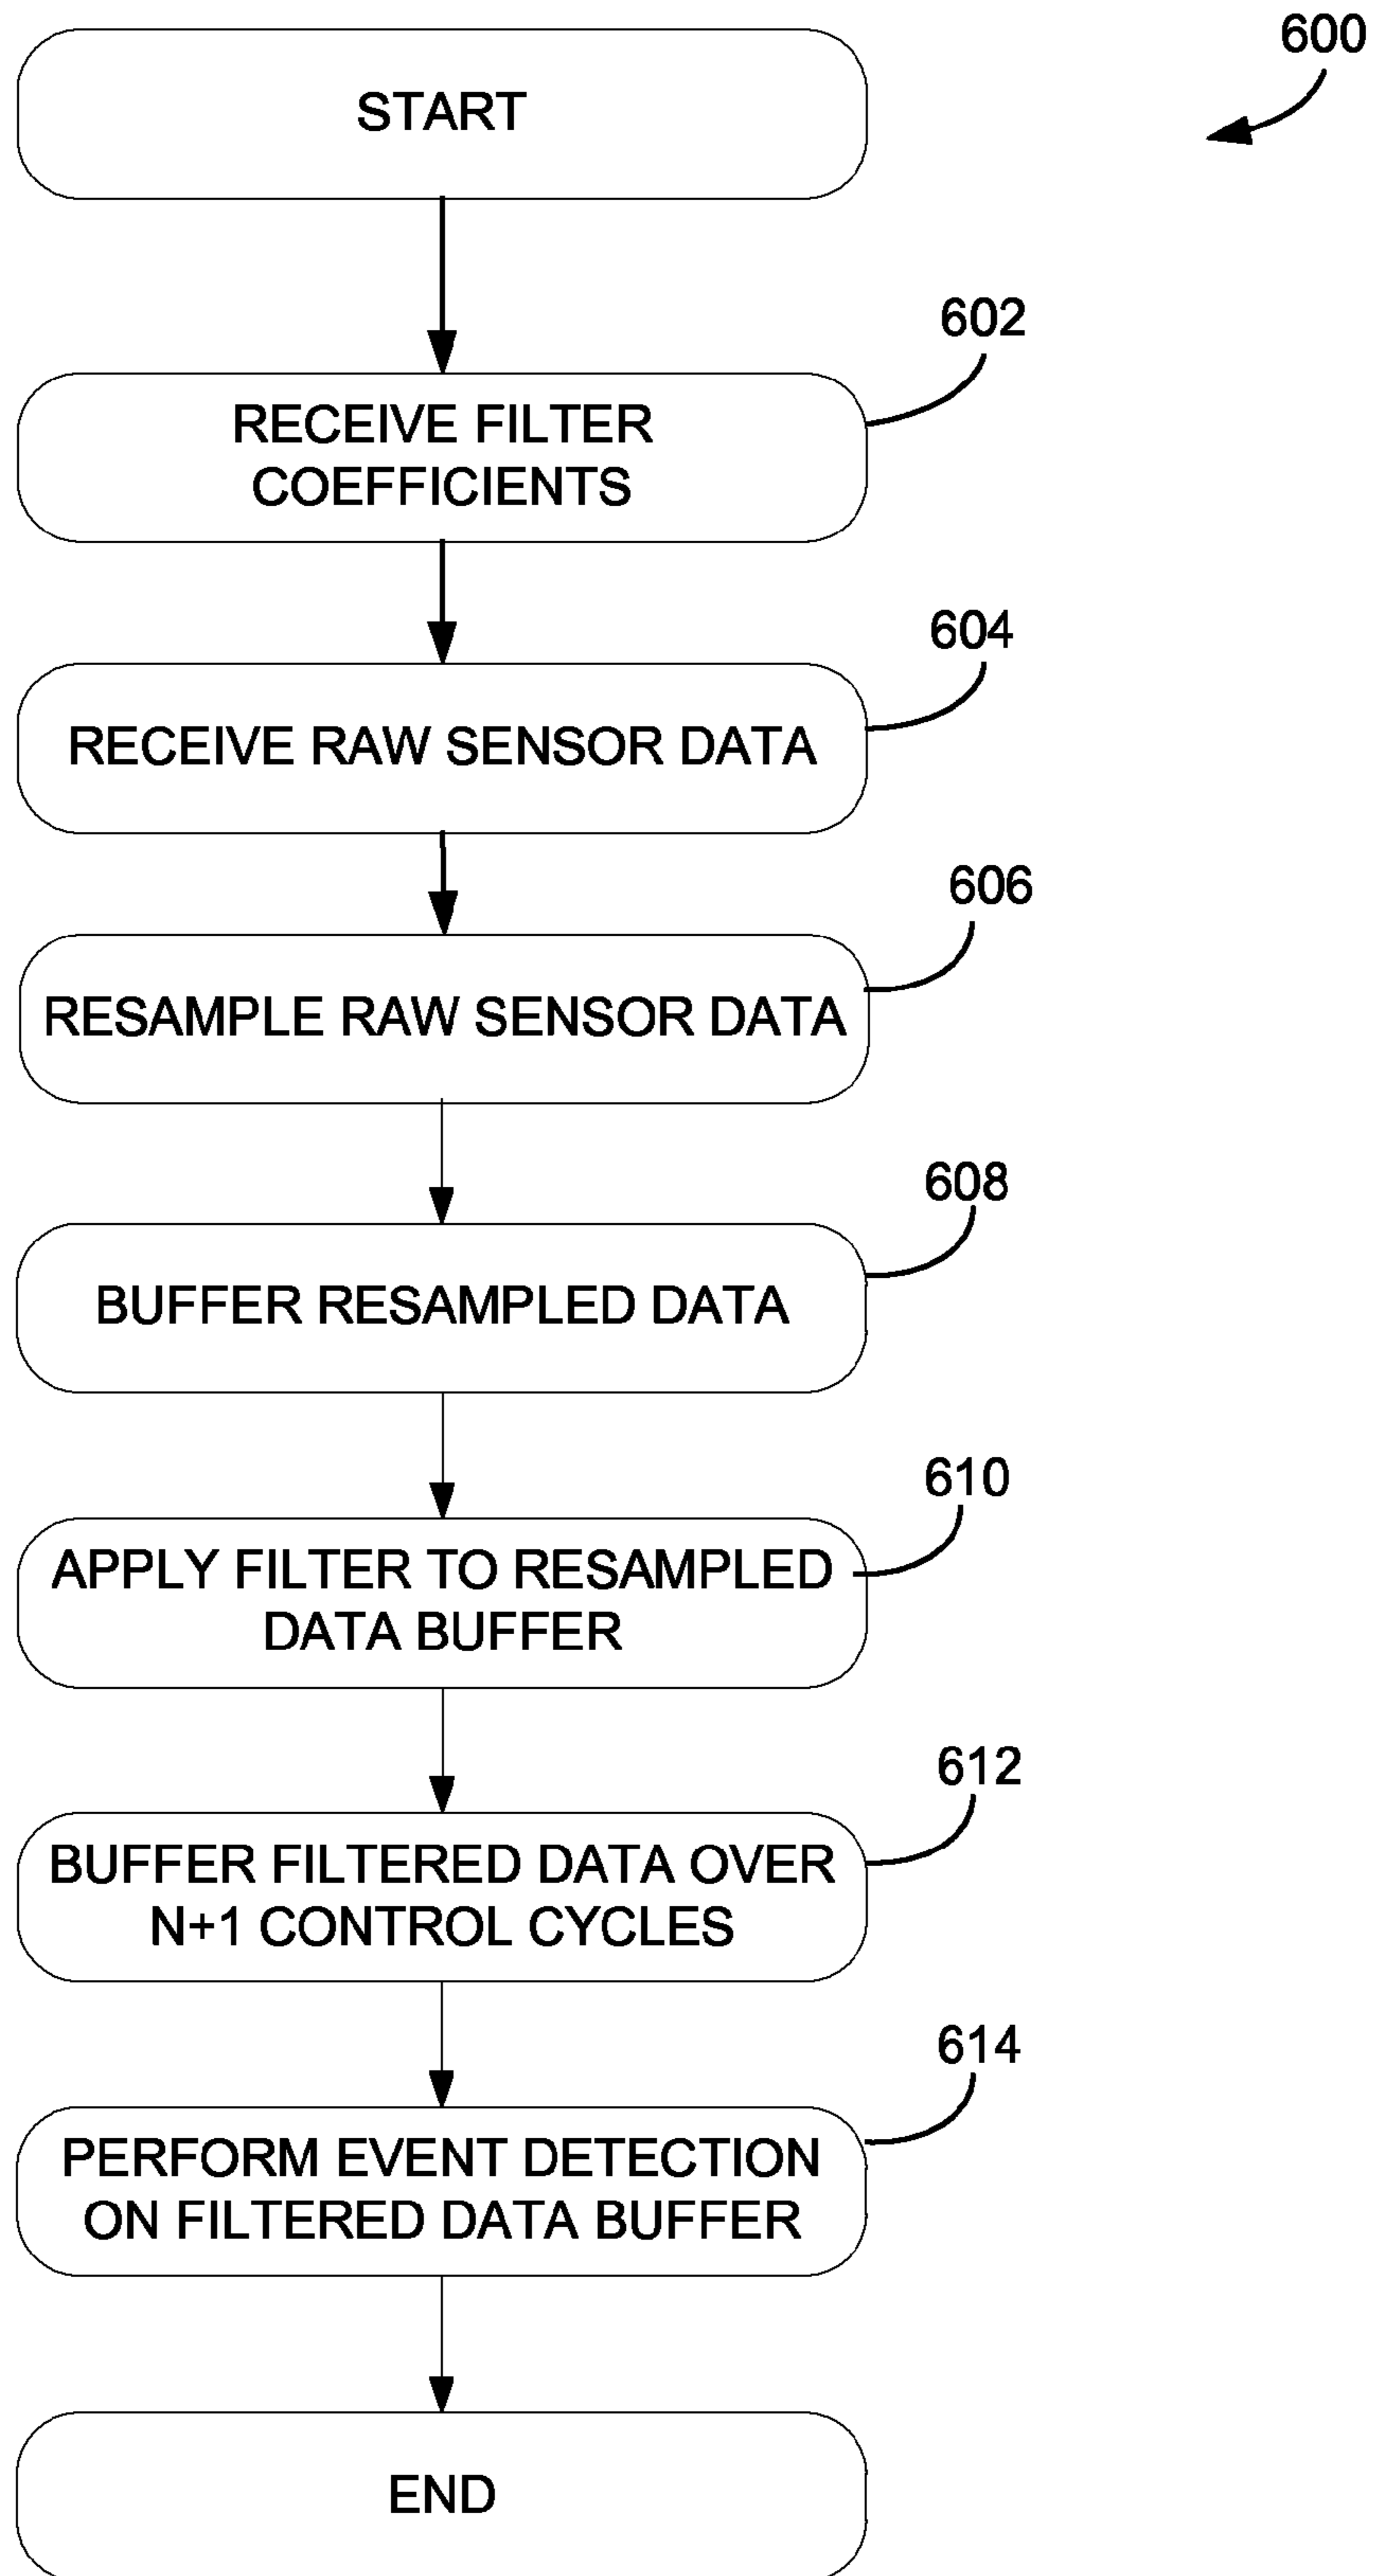 600
START
602
RECEIVE FILTER
COEFFICIENTS
604
RECEIVE RAW SENSOR DATA
606
RESAMPLE RAW SENSOR DATA
608
BUFFER RESAMPLED DATA
610
APPLY FILTER TO RESAMPLED
DATA BUFFER
612
BUFFER FILTERED DATA OVER
N+1 CONTROL CYCLES
614
PERFORM EVENT DETECTION
ON FILTERED DATA BUFFER
END